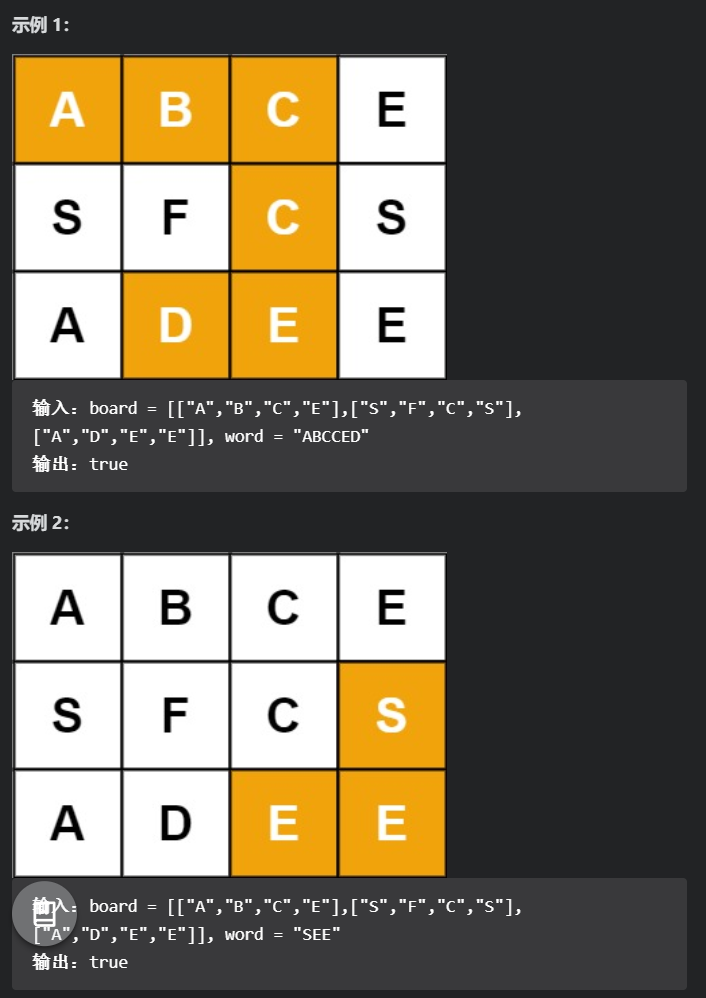 示例 1：
A B C E
S F C S
A D E E
输入：board = [["A","B","C","E"],["S","F","C","S"],
["A","D","E","E"]], word = "ABCCED"
输出：true
示例 2：
A B C E
S F C S
A D E E
输入：board = [["A","B","C","E"],["S","F","C","S"],
["A","D","E","E"]], word = "SEE"
输出：true